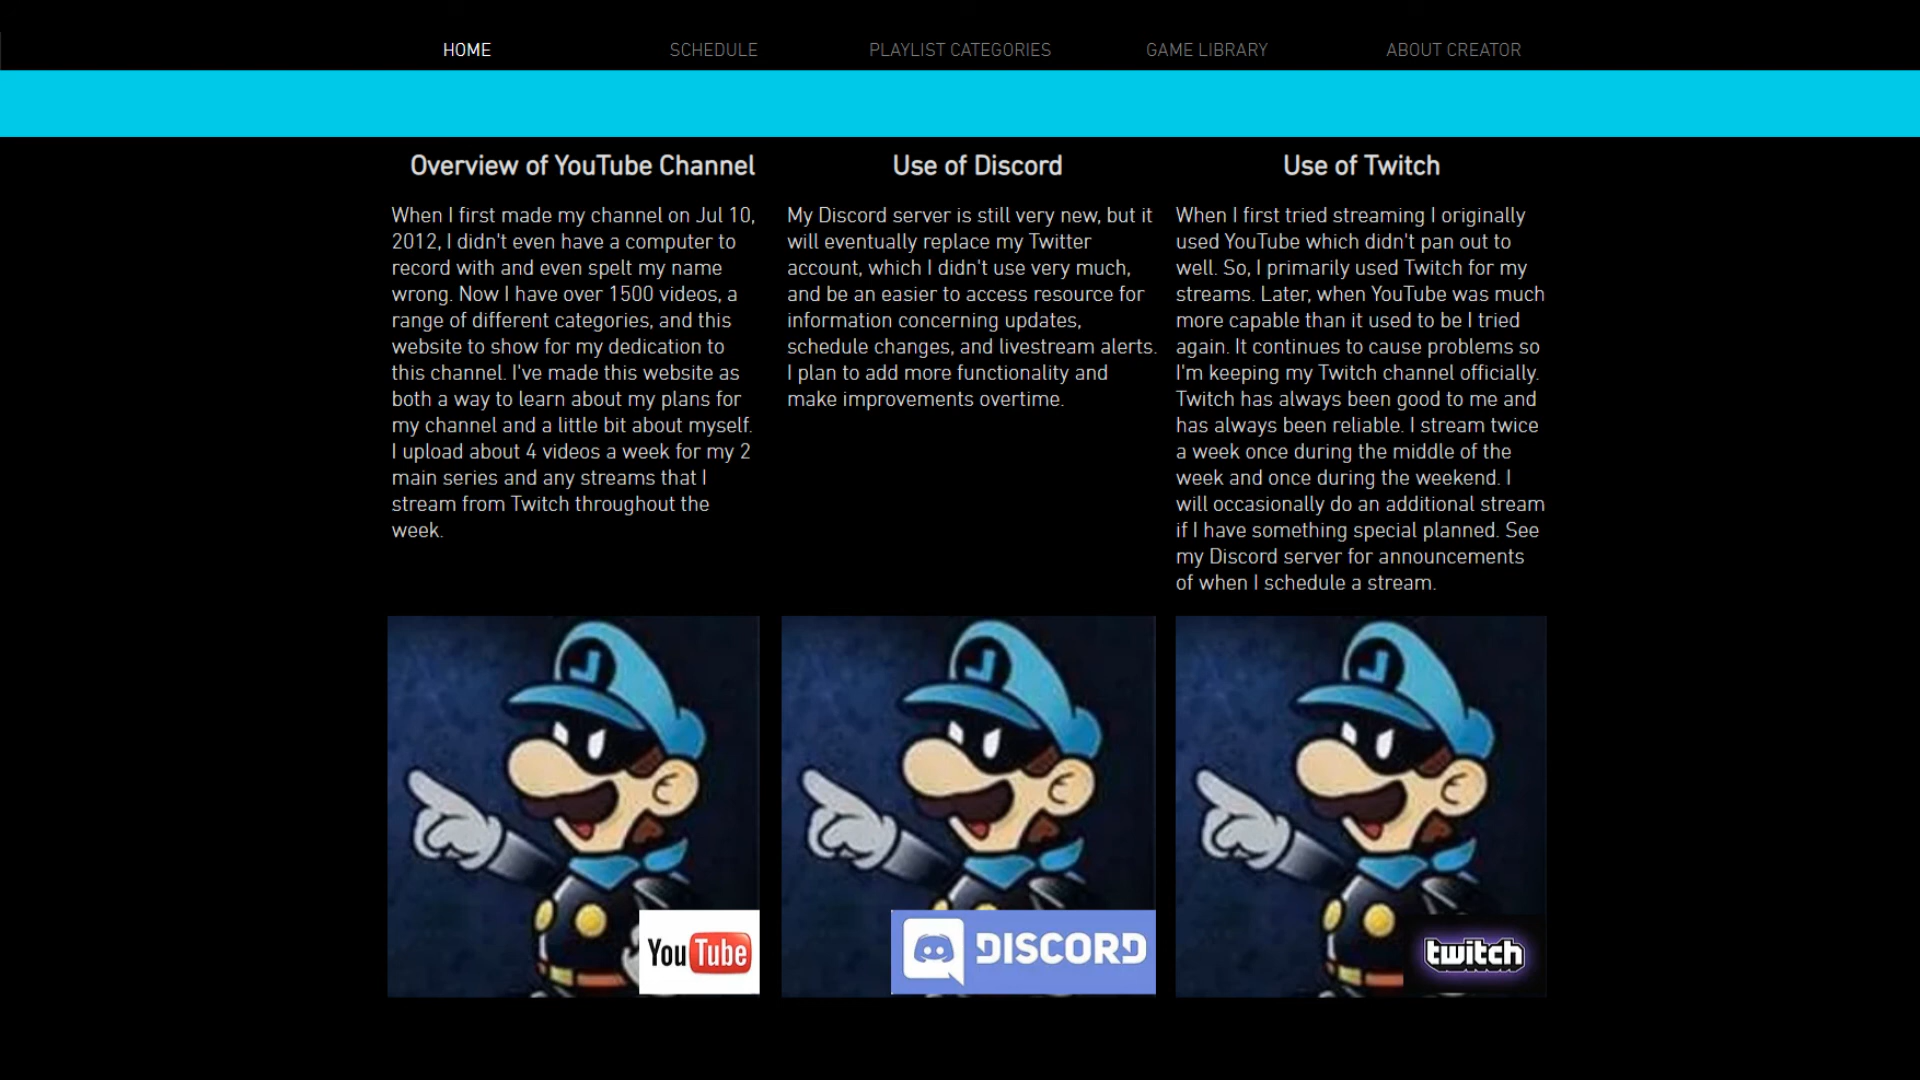 HOME
SCHEDULE
PLAYLIST CATEGORIES
GAME LIBRARY
ABOUT CREATOR
Overview of YouTube Channel
When I first made my channel on Jul 10,
2012, I didn't even have a computer to
record with and even spelt my name
wrong. Now I have over 1500 videos, a
range of different categories, and this
website to show for my dedication to
this channel. I've made this website as
both a way to learn about my plans for
my channel and a little bit about myself.
I upload about 4 videos a week for my 2
main series and any streams that I
stream from Twitch throughout the
week.
Use of Discord
My Discord server is still very new, but it
will eventually replace my Twitter
account, which I didn't use very much,
and be an easier to access resource for
information concerning updates,
schedule changes, and livestream alerts.
I plan to add more functionality and
make improvements overtime.
Use of Twitch
When I first tried streaming I originally
used YouTube which didn't pan out to
well. So, I primarily used Twitch for my
streams. Later, when YouTube was much
more capable than it used to be I tried
again. It continues to cause problems so
I'm keeping my Twitch channel officially.
Twitch has always been good to me and
has always been reliable. I stream twice
a week once during the middle of the
week and once during the weekend. I
will occasionally do an additional stream
if I have something special planned. See
my Discord server for announcements
of when I schedule a stream.
J
YouTube
J
DISCORD
J
twitch